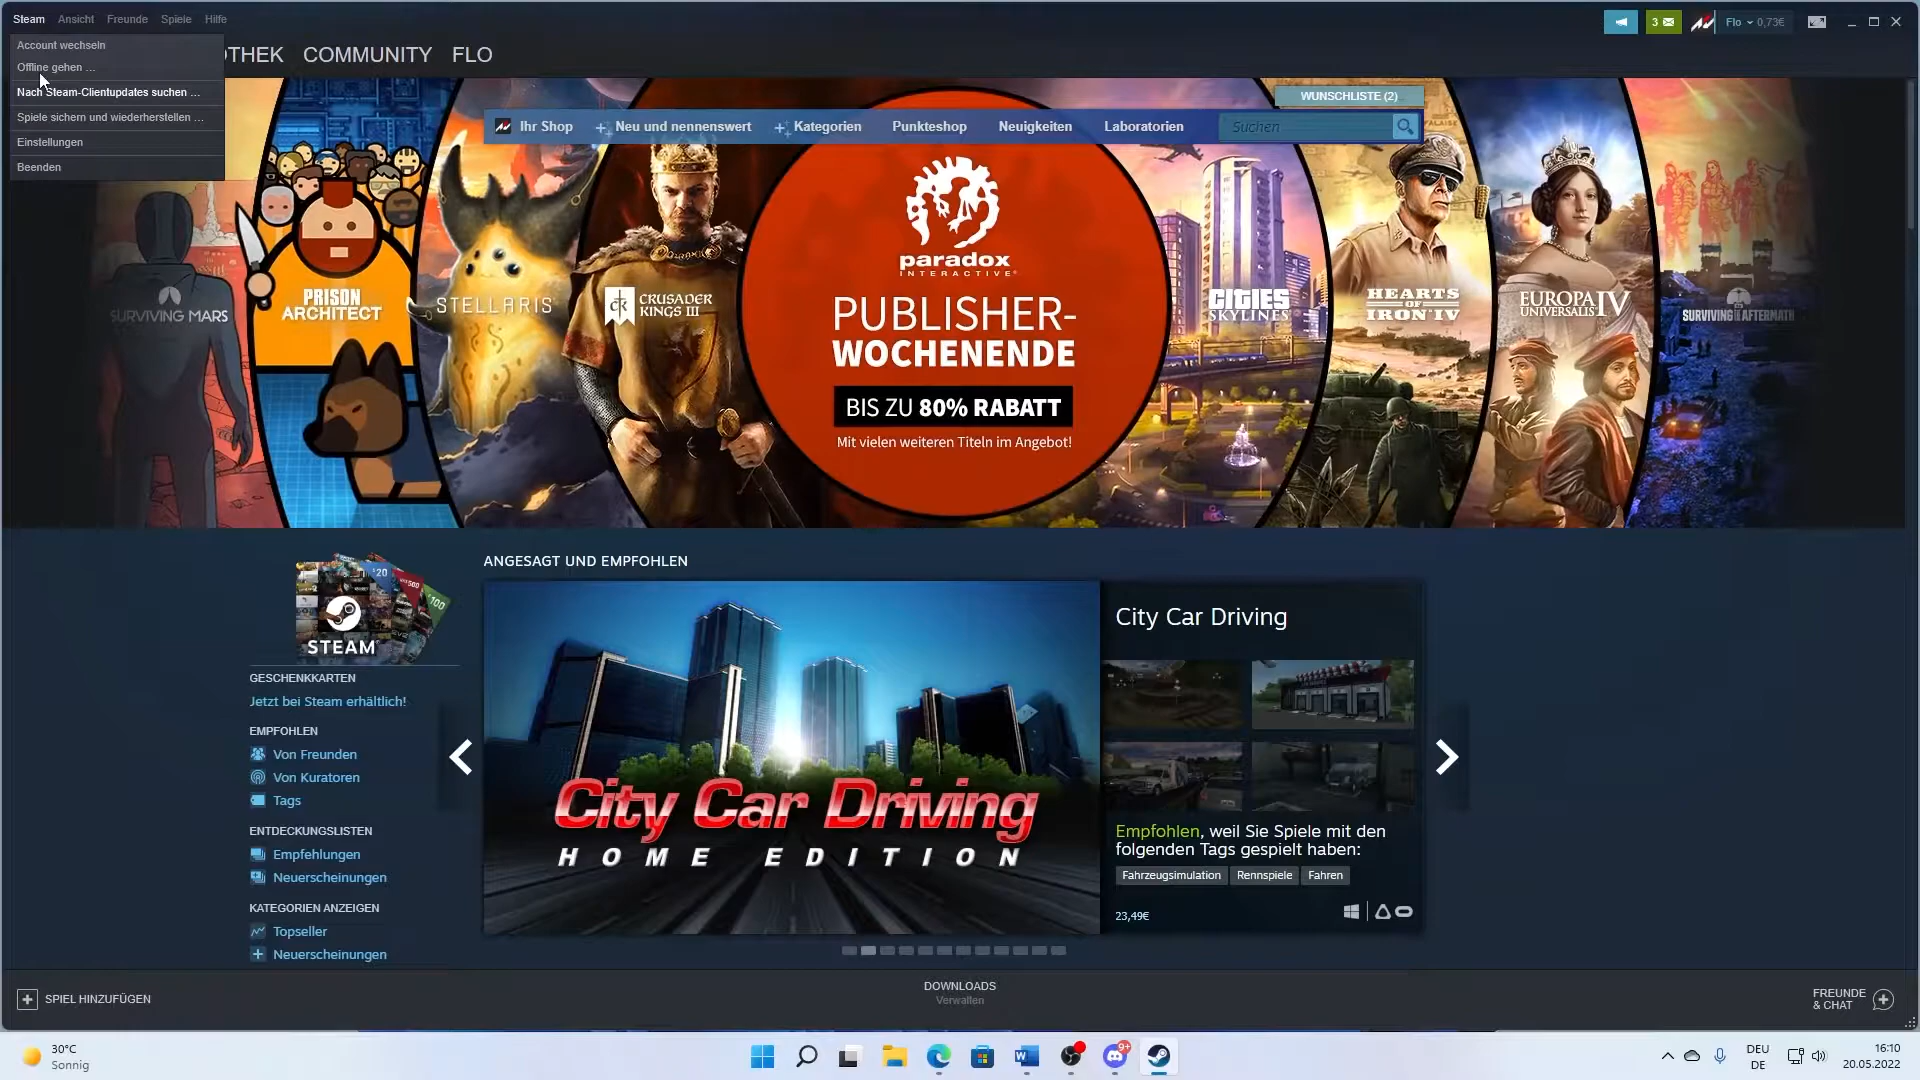 Steam Ansicht Freunde Spiele Hilfe
3
Flo 0,73€
Account wechseln
Offline gehen ...
Nach Steam-Clientupdates suchen ...
Spiele sichern und wiederherstellen ...
Einstellungen
Beenden
OTHEK COMMUNITY FLO
WUNSCHLISTE (2)
Ihr Shop Neu und nennenswert Kategorien Punkteshop Neuigkeiten Laboratorien Suchen
SURVIVING MARS
PRISON
ARCHITECT
STELLARIS
CRUSADER
KINGS III
paradox
INTERACTIVE
PUBLISHER-
WOCHENENDE
BIS ZU 80% RABATT
Mit vielen weiteren Titeln im Angebot!
CITIES
SKYLINES
HEARTS
OF
IRON IV
EUROPA
UNIVERSALIS IV
SURVIVING THE AFTERMATH
20
500
100
STEAM
GESCHENKKARTEN
Jetzt bei Steam erhältlich!
EMPFOHLEN
Von Freunden
Von Kuratoren
Tags
ENTDECKUNGSLISTEN
Empfehlungen
Neuerscheinungen
KATEGORIEN ANZEIGEN
Topseller
Neuerscheinungen
ANGESAGT UND EMPFOHLEN
City Car Driving
HOME EDITION
City Car Driving
Empfohlen, weil Sie Spiele mit den
folgenden Tags gespielt haben:
Fahrzeugsimulation Rennspiele Fahren
23,49€
SPIEL HINZUFÜGEN
DOWNLOADS
Verwalten
FREUNDE
& CHAT
30°C
Sonnig
W
9+
DEU
DE
16:10
20.05.2022